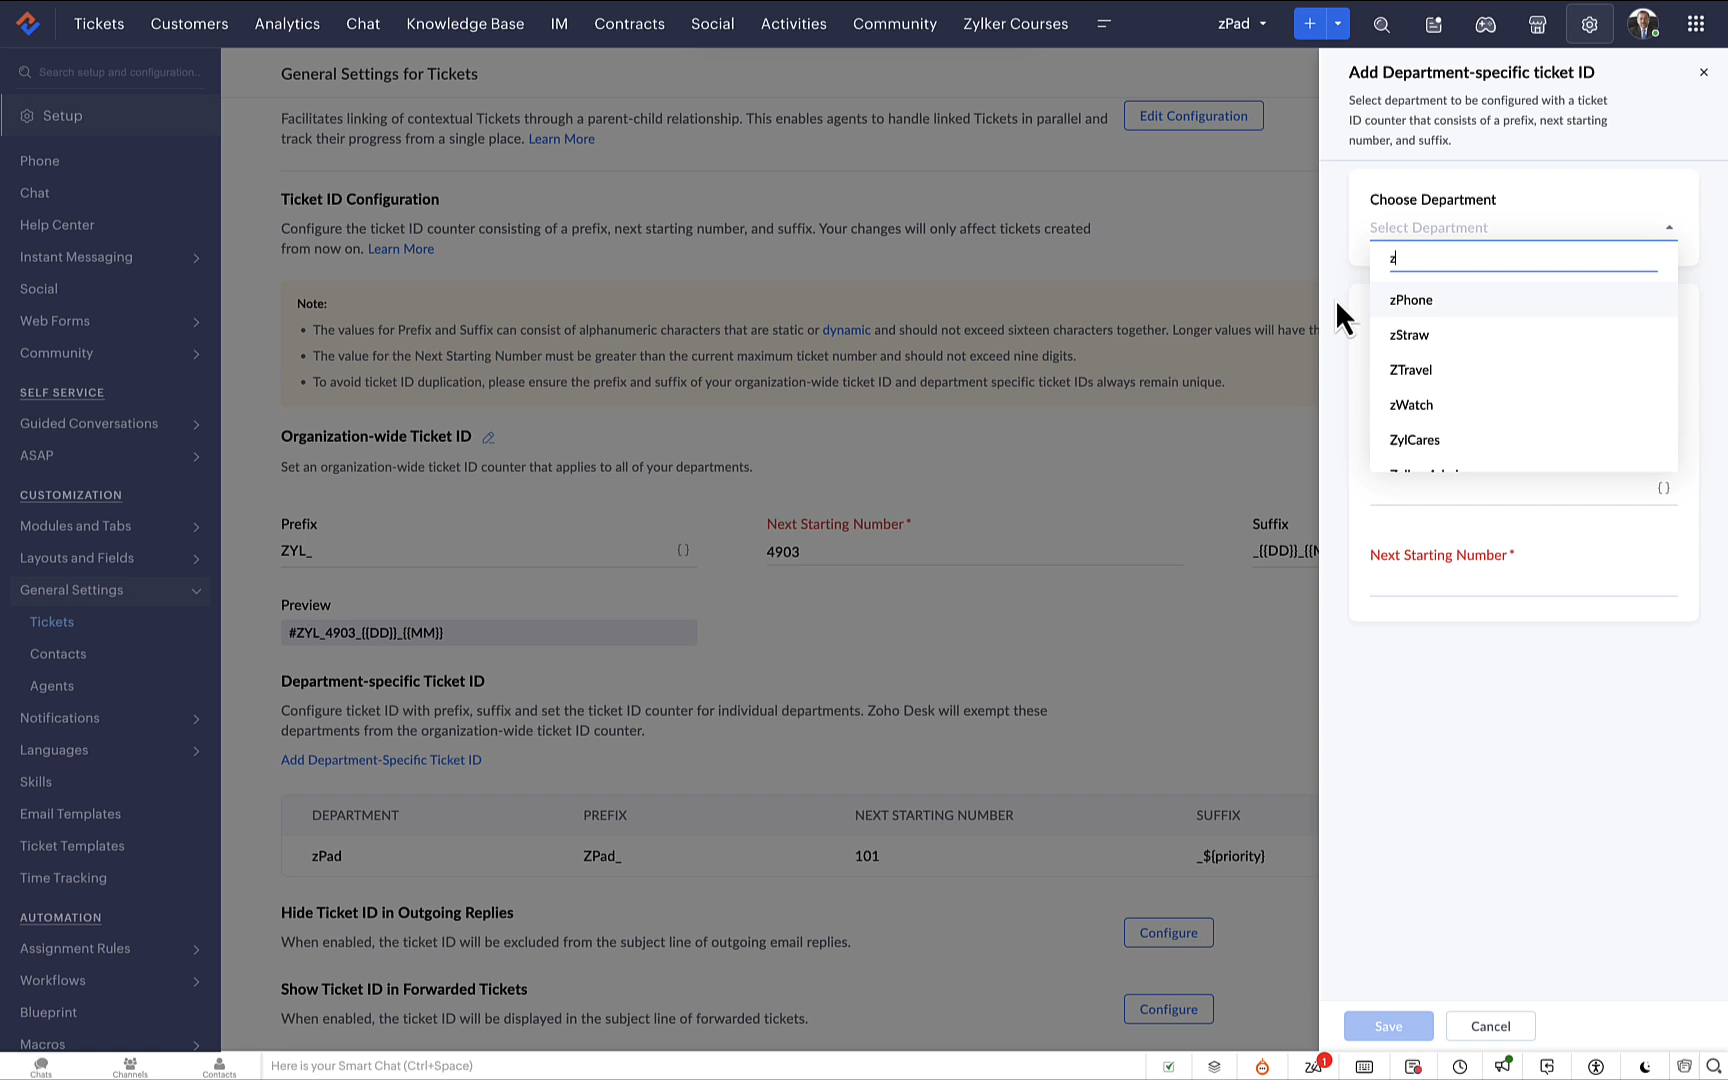 Tickets
Customers
Analytics
Chat
Knowledge Base
IM
Contracts
Social
Activities
Community
Zylker Courses
zPad
Search setup and configuration..
Setup
Phone
Chat
Help Center
Instant Messaging
Social
Web Forms
Community
SELF SERVICE
Guided Conversations
ASAP
CUSTOMIZATION
Modules and Tabs
Layouts and Fields
General Settings
Tickets
Contacts
Agents
Notifications
Languages
Skills
Email Templates
Ticket Templates
Time Tracking
AUTOMATION
Assignment Rules
Workflows
Blueprint
Macros
General Settings for Tickets
Facilitates linking of contextual Tickets through a parent-child relationship. This enables agents to handle linked Tickets in parallel and
track their progress from a single place. Learn More
Edit Configuration
Ticket ID Configuration
Configure the ticket ID counter consisting of a prefix, next starting number, and suffix. Your changes will only affect tickets created
from now on. Learn More
Note:
• The values for Prefix and Suffix can consist of alphanumeric characters that are static or dynamic and should not exceed sixteen characters together. Longer values will have th
• The value for the Next Starting Number must be greater than the current maximum ticket number and should not exceed nine digits.
• To avoid ticket ID duplication, please ensure the prefix and suffix of your organization-wide ticket ID and department specific ticket IDs always remain unique.
Organization-wide Ticket ID
Set an organization-wide ticket ID counter that applies to all of your departments.
Prefix
Next Starting Number*
Suffix
ZYL_
{}
4903
_{{DD}}_{{M
Preview
#ZYL_4903_{{DD}}_{{MM}}
Department-specific Ticket ID
Configure ticket ID with prefix, suffix and set the ticket ID counter for individual departments. Zoho Desk will exempt these
departments from the organization-wide ticket ID counter.
Add Department-Specific Ticket ID
DEPARTMENT
PREFIX
NEXT STARTING NUMBER
SUFFIX
zPad
ZPad_
101
_${priority}
Hide Ticket ID in Outgoing Replies
When enabled, the ticket ID will be excluded from the subject line of outgoing email replies.
Configure
Show Ticket ID in Forwarded Tickets
When enabled, the ticket ID will be displayed in the subject line of forwarded tickets.
Configure
Add Department-specific ticket ID
Select department to be configured with a ticket
ID counter that consists of a prefix, next starting
number, and suffix.
Choose Department
Select Department
z
zPhone
zStraw
ZTravel
zWatch
ZylCares
{}
Next Starting Number*
Save
Cancel
Chats
Channels
Contacts
Here is your Smart Chat (Ctrl+Space)
1